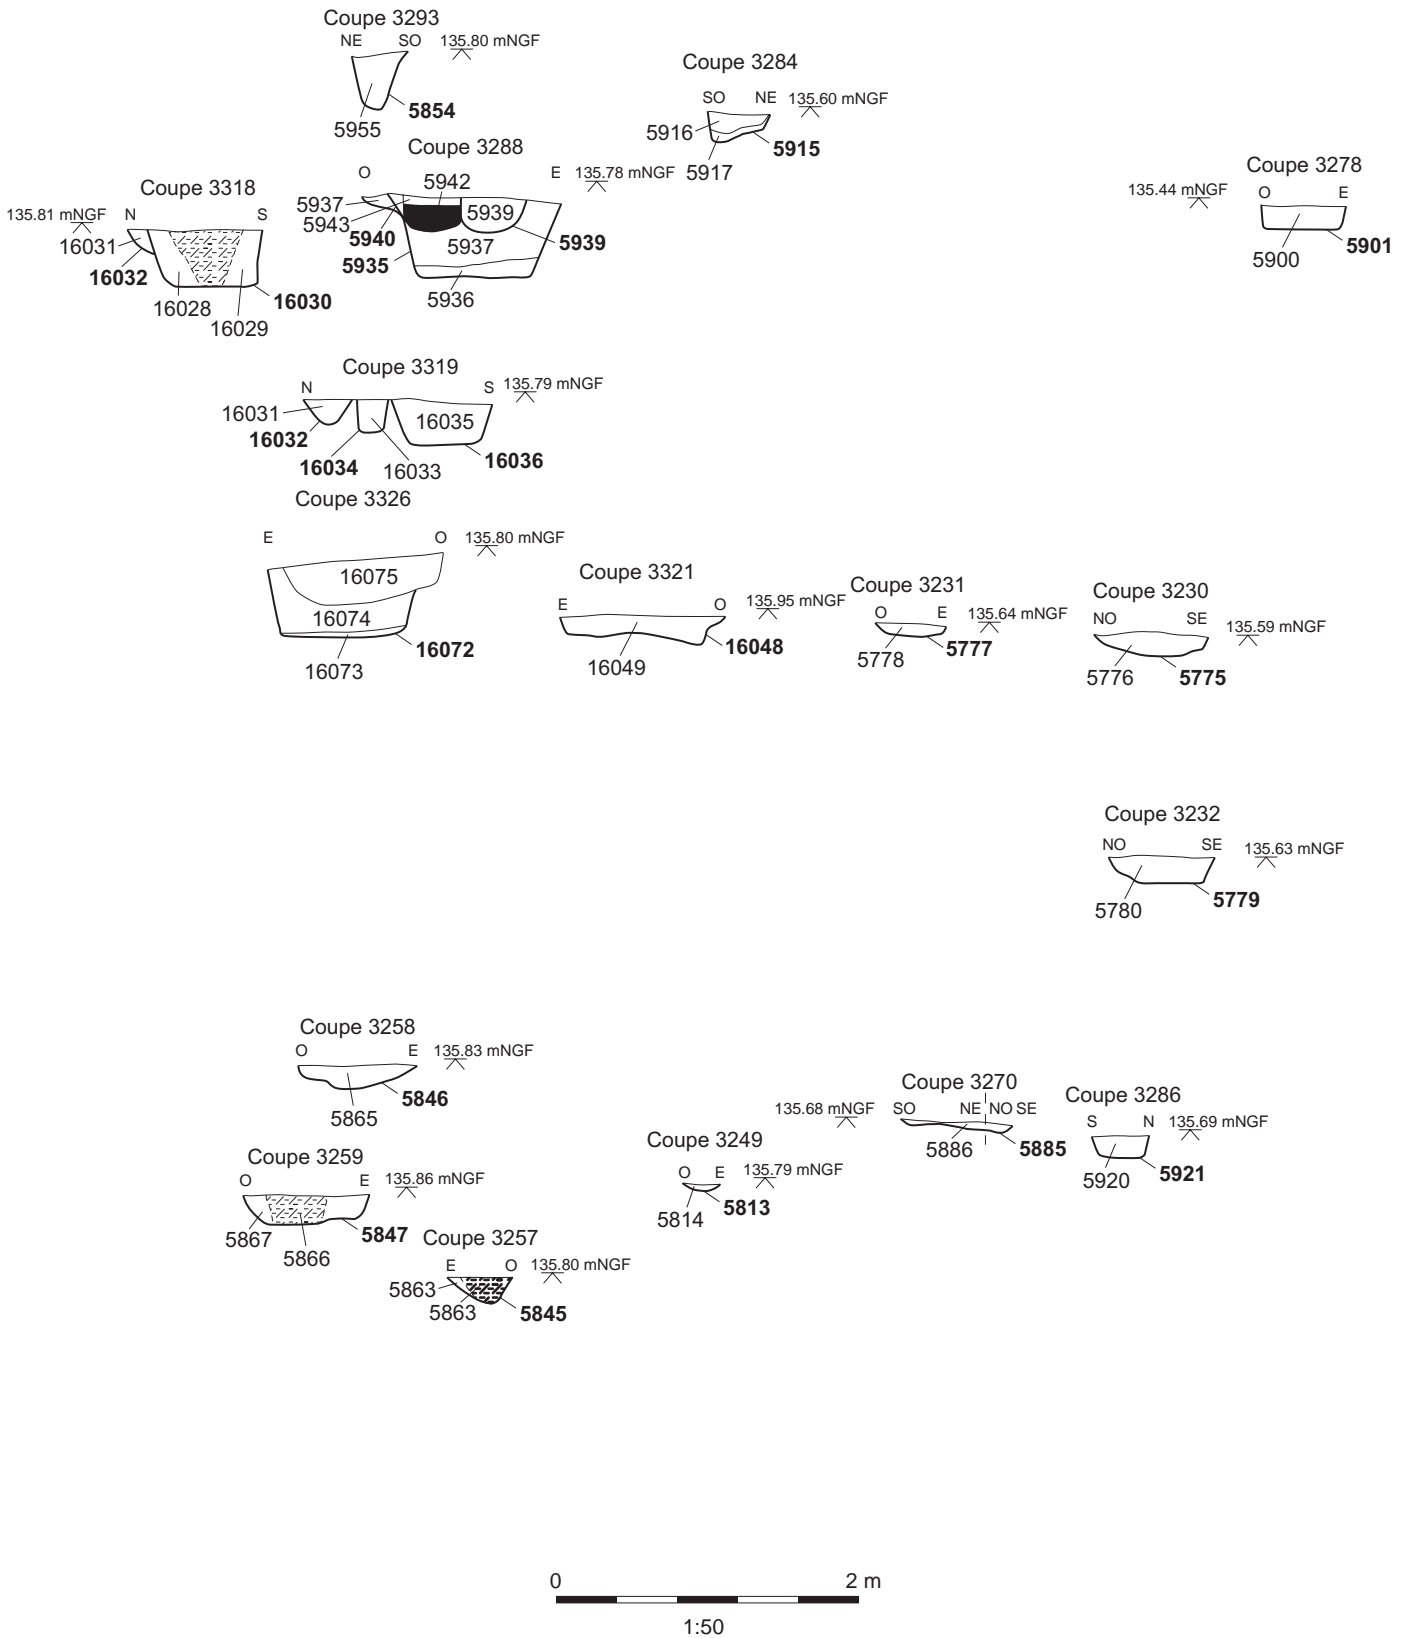 Coupe 3293
NE SO 135.80 mNGF
5955
5854
Coupe 3284
SO NE 135.60 mNGF
5916
5917
5915
Coupe 3278
135.44 mNGF O E
5900
5901
Coupe 3288
O E 135.78 mNGF
5942
5937
5943
5940
5939
5937
5939
5935
5936
Coupe 3318
135.81 mNGF N S
16031
16032
16028
16029
16030
Coupe 3319
N S 135.79 mNGF
16031
16032
16034
16033
16035
16036
Coupe 3326
E O 135.80 mNGF
16075
16074
16073
16072
Coupe 3321
E O 135.95 mNGF
16049
16048
Coupe 3231
O E 135.64 mNGF
5778
5777
Coupe 3230
NO SE 135.59 mNGF
5776
5775
Coupe 3232
NO SE 135.63 mNGF
5780
5779
Coupe 3258
O E 135.83 mNGF
5865
5846
Coupe 3259
O E 135.86 mNGF
5867
5866
5847
Coupe 3257
E O 135.80 mNGF
5863
5863
5845
Coupe 3249
O E 135.79 mNGF
5814
5813
Coupe 3270
135.68 mNGF SO NE NO SE
5886
5885
Coupe 3286
S N 135.69 mNGF
5920
5921
0 2 m
1:50